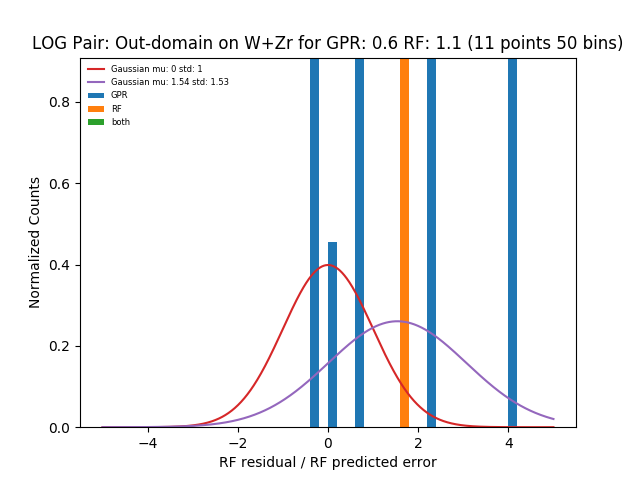 LOG Pair: Out-domain on W+Zr for GPR: 0.6 RF: 1.1 (11 points 50 bins)
Gaussian mu: 0 std: 1
Gaussian mu: 1.54 std: 1.53
GPR
RF
both
0.8
0.6
0.4
0.2
0.0
Normalized Counts
−4 −2 0 2 4
RF residual / RF predicted error